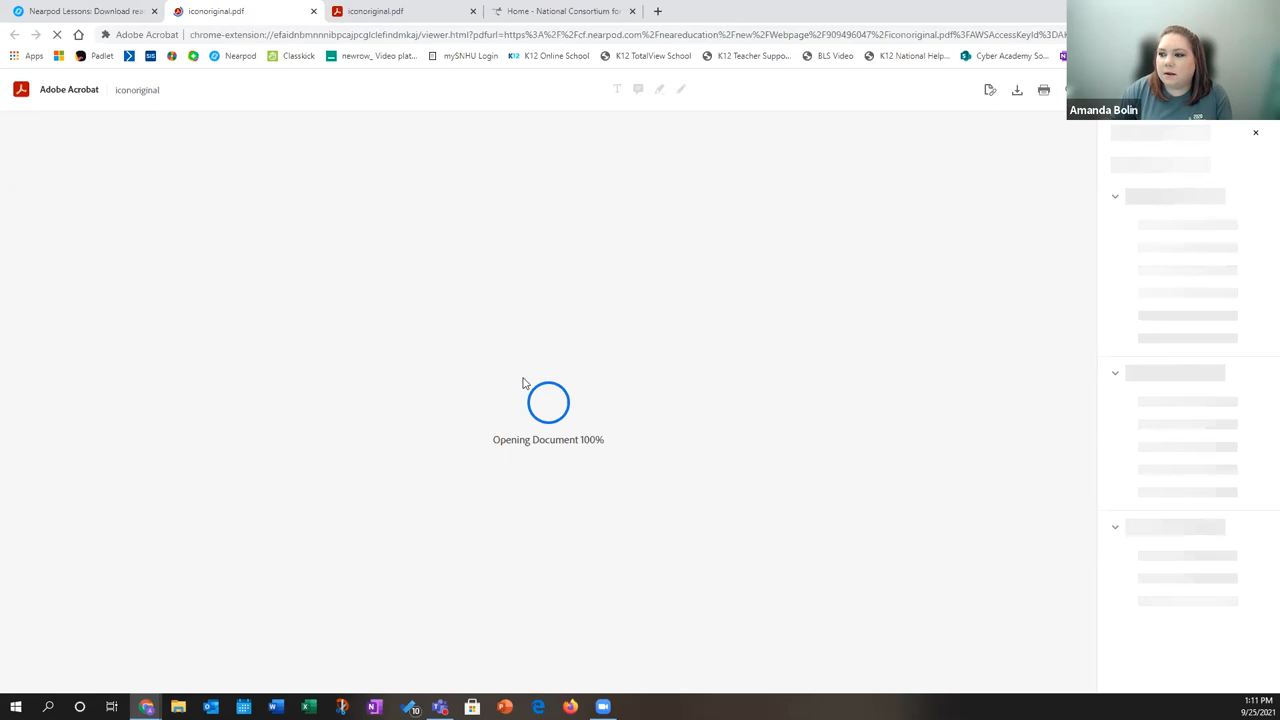 Nearpod Lessons: Download rea
iconoriginal.pdf
iconoriginal.pdf
Home - National Consortium for
Adobe Acrobat
chrome-extension://efaidnbmnnnibpcajpcglclefindmkaj/viewer.html?pdfurl=https%3A%2F%2Fcf.nearpod.com%2Fneareducation%2Fnew%2FWebpage%2F909496047%2Ficonoriginal.pdf%3FAWSAccessKeyId%3DAK
Apps
Padlet
SIS
Nearpod
Classkick
newrow_ Video plat...
mySNHU Login
K12 Online School
K12 TotalView School
K12 Teacher Suppo...
BLS Video
K12 National Help...
Cyber Academy So...
Adobe Acrobat
iconoriginal
Amanda Bolin
2020
Opening Document 100%
10
1:11 PM
9/25/2021